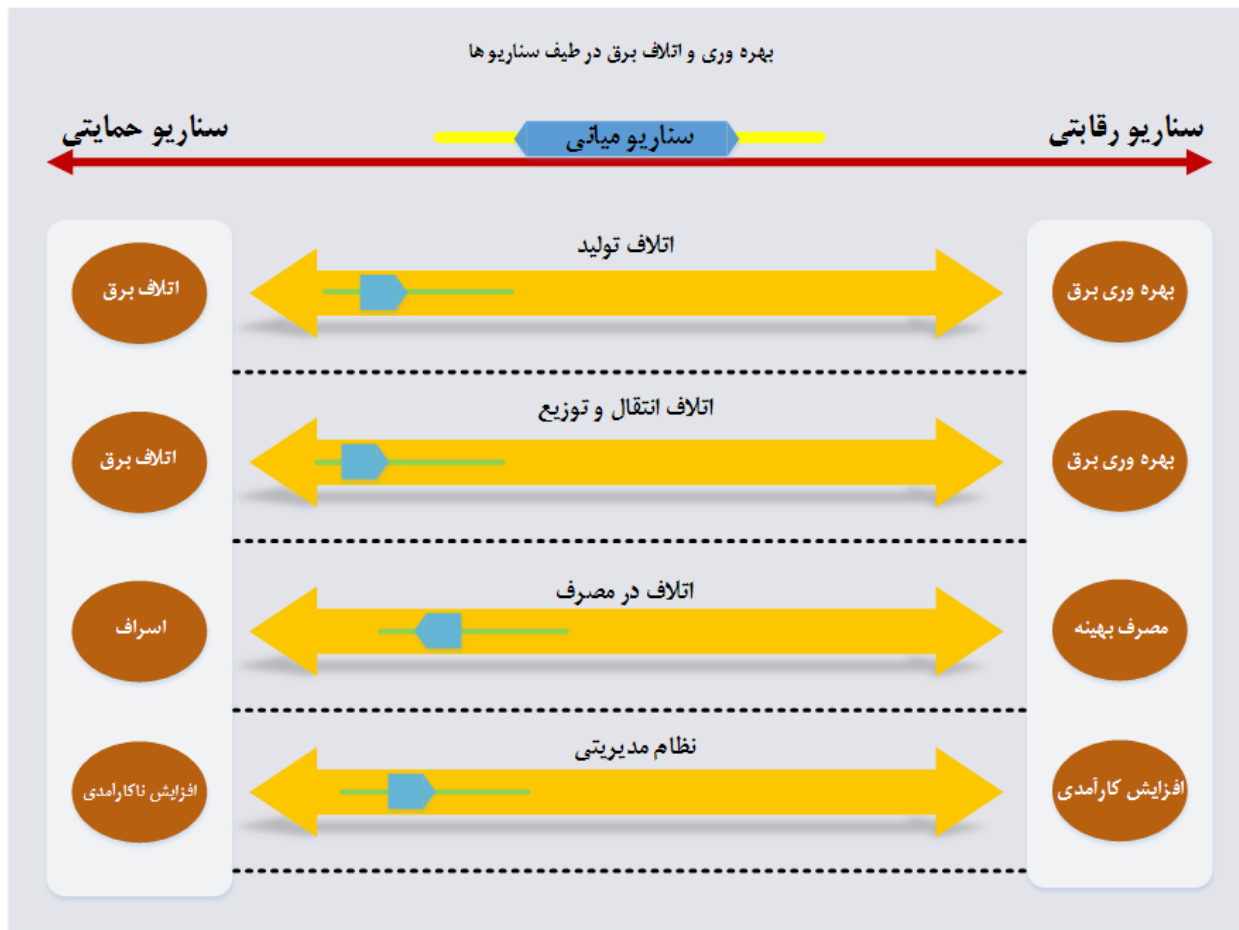 بهره وری و اتلاف برق در طیف سناریو ها
سناریو رقابتی
سناریو میانی
سناریو حمایتی
اتلاف تولید
بهره وری برق
اتلاف برق
اتلاف انتقال و توزیع
بهره وری برق
اتلاف برق
اتلاف در مصرف
مصرف بهینه
اسراف
نظام مدیریتی
افزایش کارآمدی
افزایش ناکارآمدی